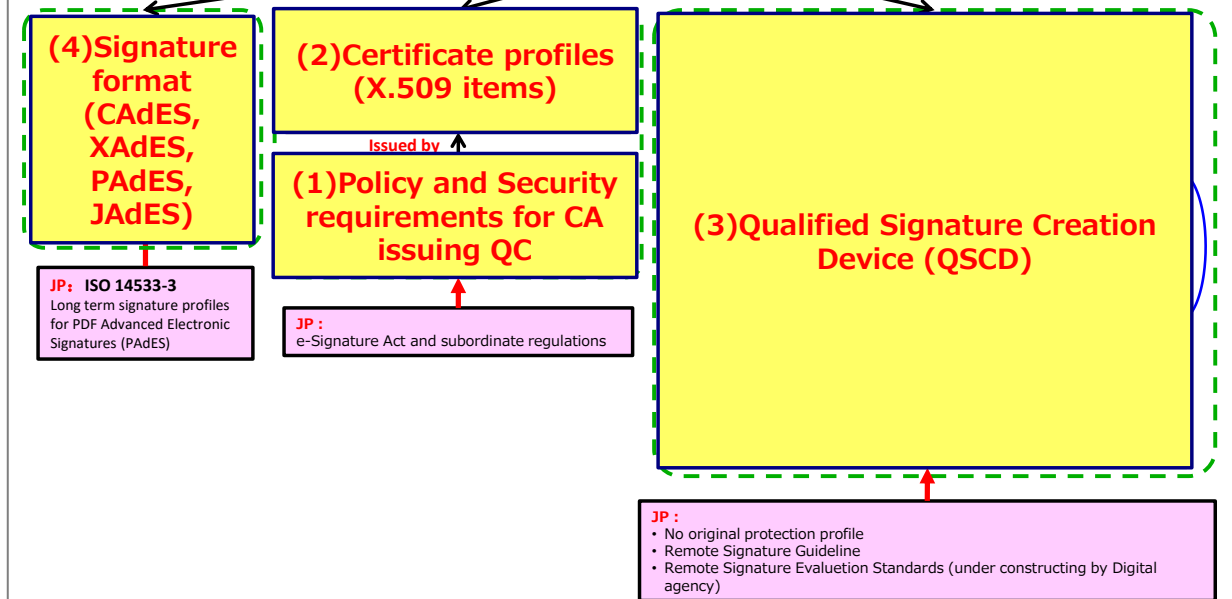 (4)Signature
format
(CAdES,
XAdES,
PAdES,
JAdES)
JP： ISO 14533-3
Long term signature profiles
for PDF Advanced Electronic
Signatures (PAdES)
(2)Certificate profiles
(X.509 items)
Issued by
(1)Policy and Security
requirements for CA
issuing QC
JP :
e-Signature Act and subordinate regulations
(3)Qualified Signature Creation
Device (QSCD)
JP :
• No original protection profile
• Remote Signature Guideline
• Remote Signature Evaluation Standards (under constructing by Digital
agency)